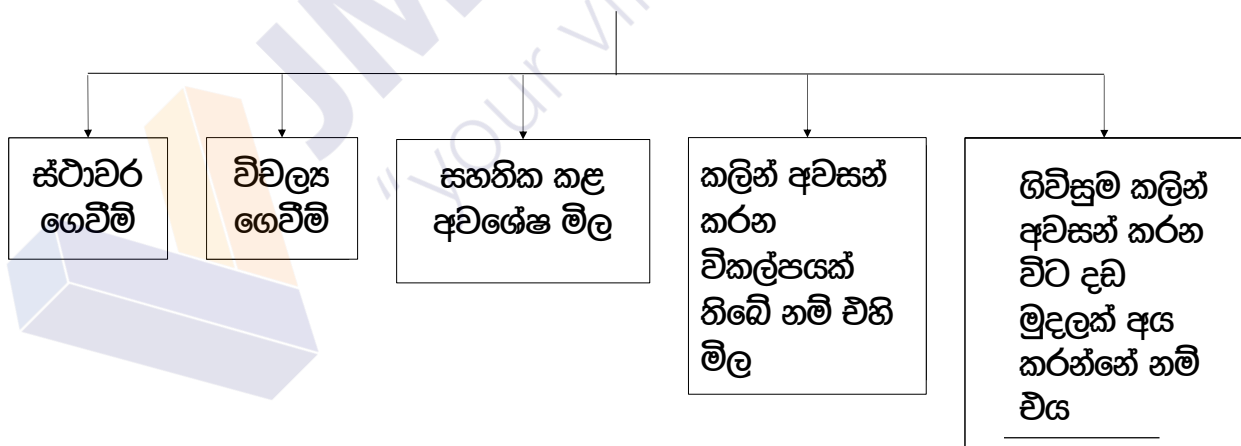 ස්ථාවර
ගෙවීම්
විචල්‍ය
ගෙවීම්
සහතික කළ
අවශේෂ මිල
කලින් අවසන්
කරන
විකල්පයක්
තිබේ නම් එහි
මිල
ගිවිසුම කලින්
අවසන් කරන
විට දඩ
මුදලක් අය
කරන්නේ නම්
එය
"your